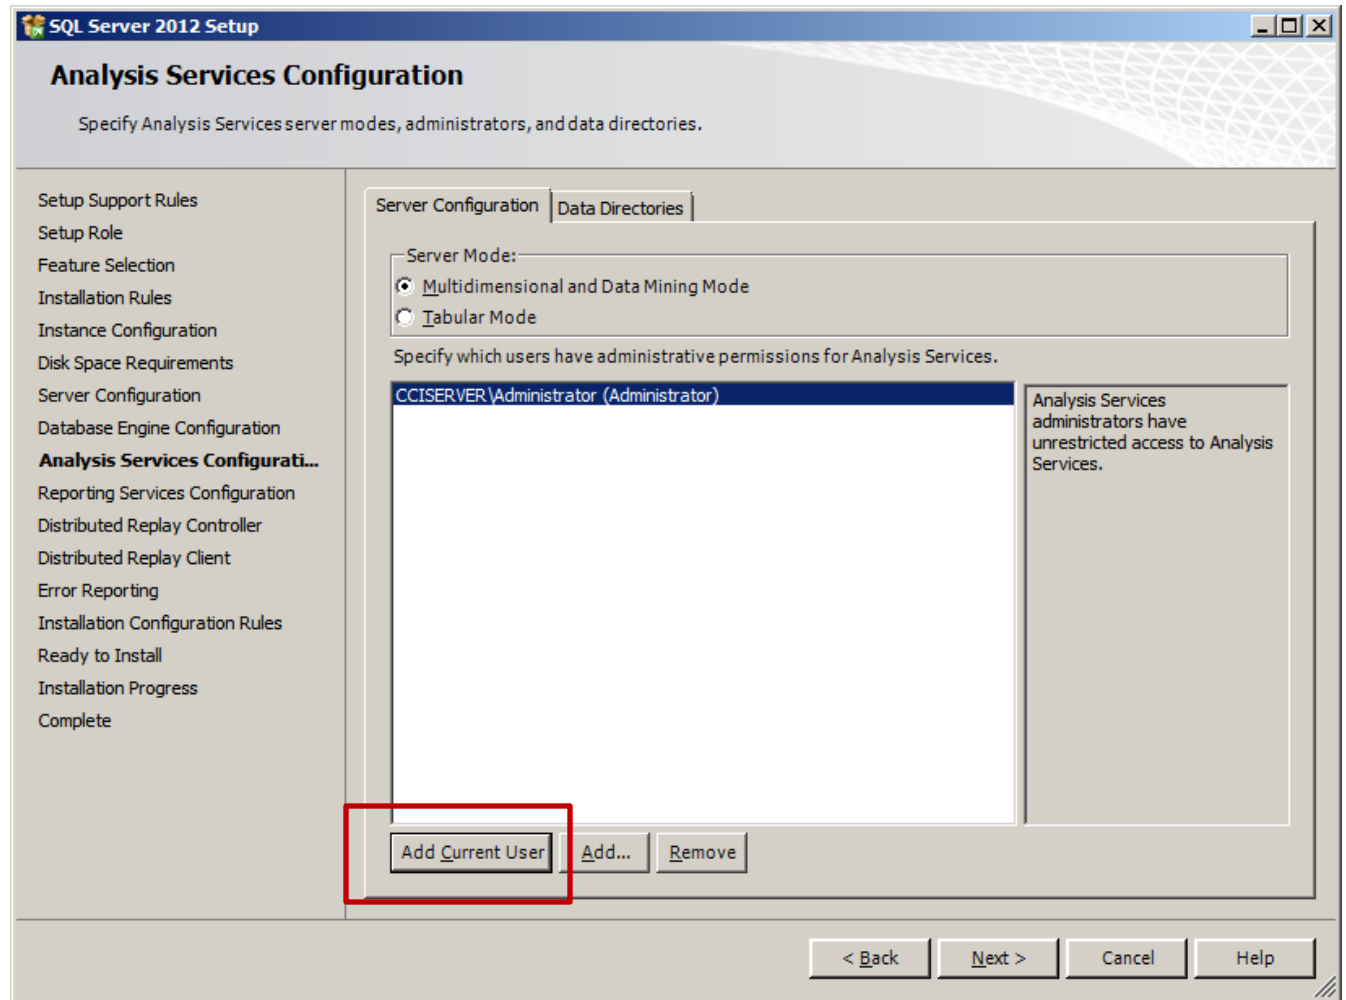 SQL Server 2012 Setup
Analysis Services Configuration
Specify Analysis Services server modes, administrators, and data directories.
Setup Support Rules
Setup Role
Feature Selection
Installation Rules
Instance Configuration
Disk Space Requirements
Server Configuration
Database Engine Configuration
Analysis Services Configurati...
Reporting Services Configuration
Distributed Replay Controller
Distributed Replay Client
Error Reporting
Installation Configuration Rules
Ready to Install
Installation Progress
Complete
Server Configuration
Data Directories
Server Mode:
Multidimensional and Data Mining Mode
Tabular Mode
Specify which users have administrative permissions for Analysis Services.
CCISERVER\Administrator (Administrator)
Analysis Services
administrators have
unrestricted access to Analysis
Services.
Add Current User
Add...
Remove
< Back
Next >
Cancel
Help